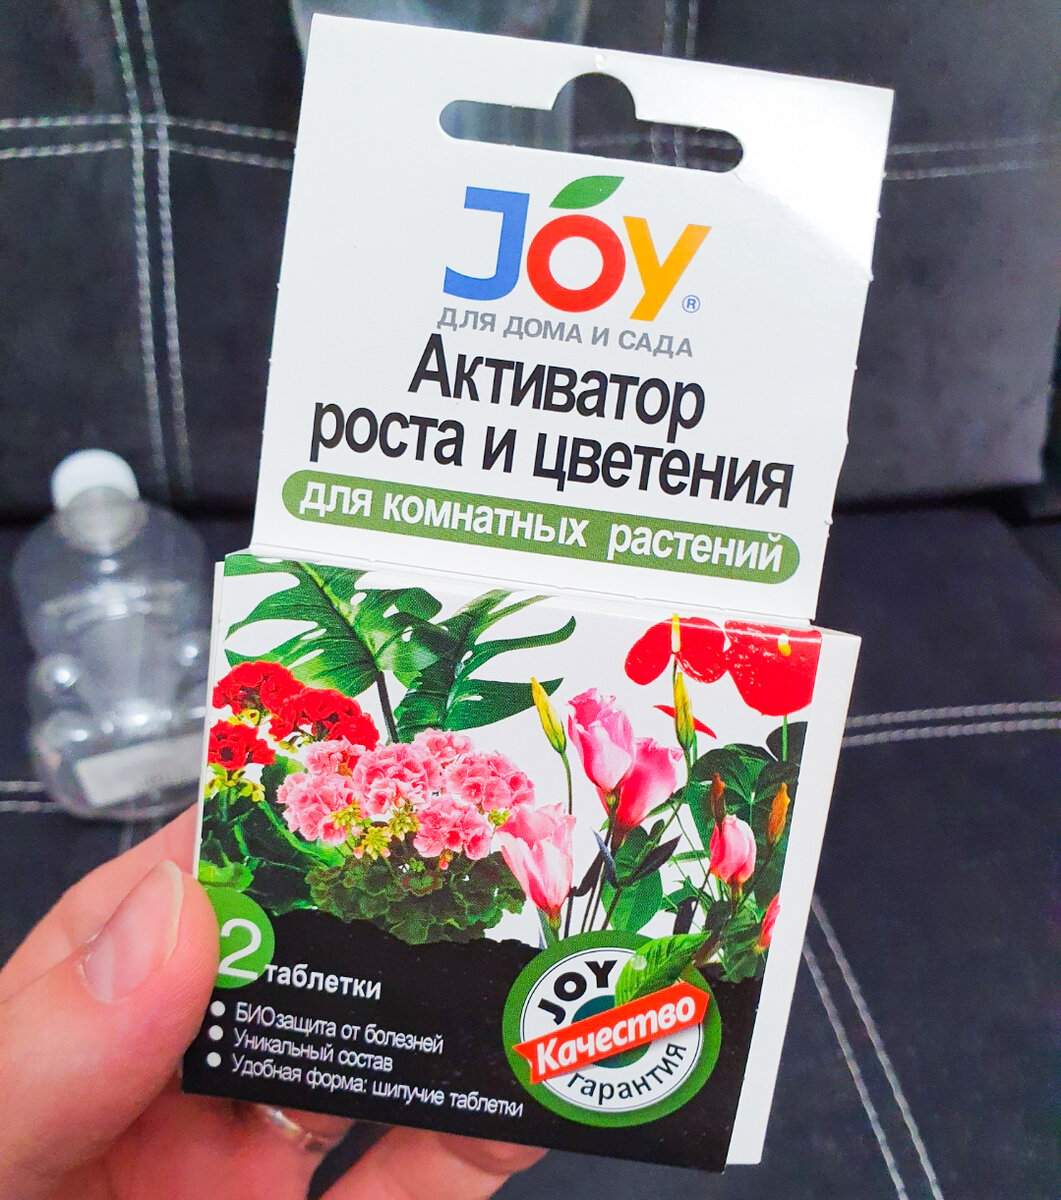 JOY®
ДЛЯ ДОМА И САДА
Активатор
роста и цветения
для комнатных растений
2 таблетки
БИОзащита от болезней
Уникальный состав
Удобная форма: шипучие таблетки
JOY
Качество
гарантия